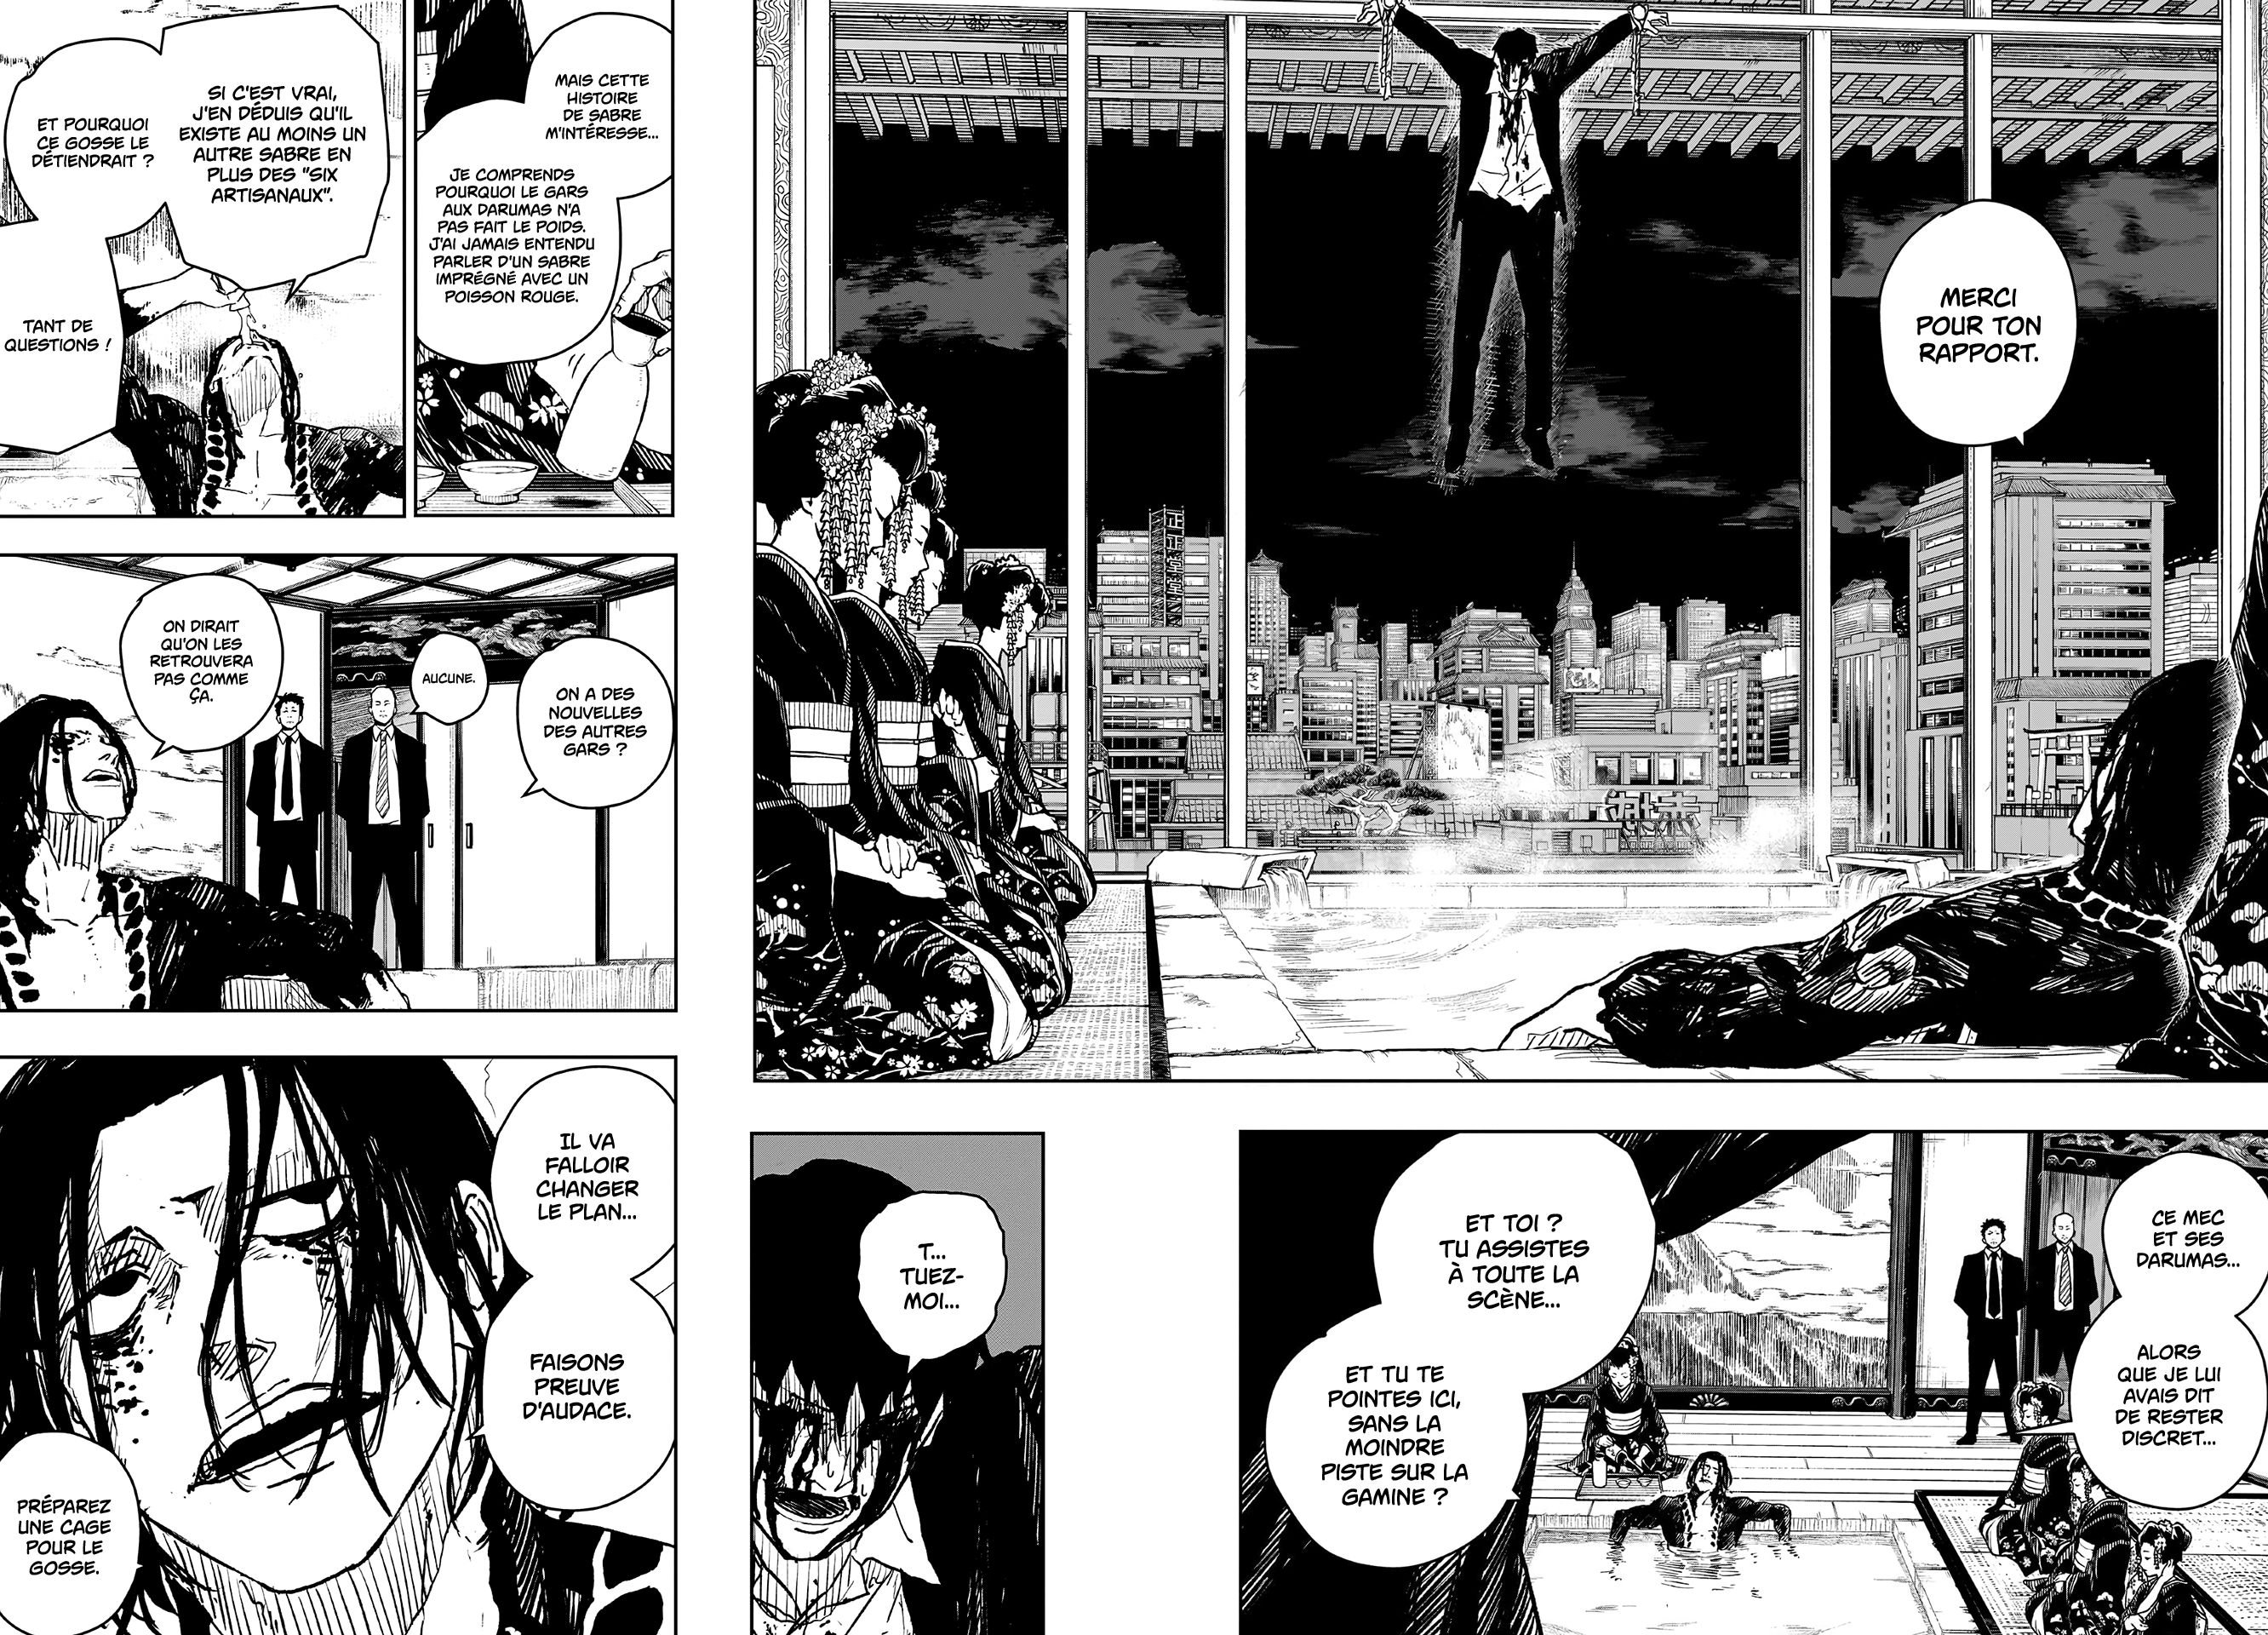 MERCI
POUR TON
RAPPORT.
正
正
堂
堂
CE MEC
ET SES
DARUMAS...
ALORS
QUE JE LUI
AVAIS DIT
DE RESTER
DISCRET...
ET TOI ?
TU ASSISTES
À TOUTE LA
SCÈNE...
ET TU TE
POINTES ICI,
SANS LA
MOINDRE
PISTE SUR LA
GAMINE ?
T...
TUEZ-
MOI...
MAIS CETTE
HISTOIRE
DE SABRE
M'INTÉRESSE...
JE COMPRENDS
POURQUOI LE GARS
AUX DARUMAS N'A
PAS FAIT LE POIDS.
J'AI JAMAIS ENTENDU
PARLER D'UN SABRE
IMPRÉGNÉ AVEC UN
POISSON ROUGE.
SI C'EST VRAI,
J'EN DÉDUIS QU'IL
EXISTE AU MOINS UN
AUTRE SABRE EN
PLUS DES "SIX
ARTISANAUX".
ET POURQUOI
CE GOSSE LE
DÉTIENDRAIT ?
TANT DE
QUESTIONS !
ON A DES
NOUVELLES
DES AUTRES
GARS ?
AUCUNE.
ON DIRAIT
QU'ON LES
RETROUVERA
PAS COMME
ÇA.
IL VA
FALLOIR
CHANGER
LE PLAN...
FAISONS
PREUVE
D'AUDACE.
PRÉPAREZ
UNE CAGE
POUR LE
GOSSE.